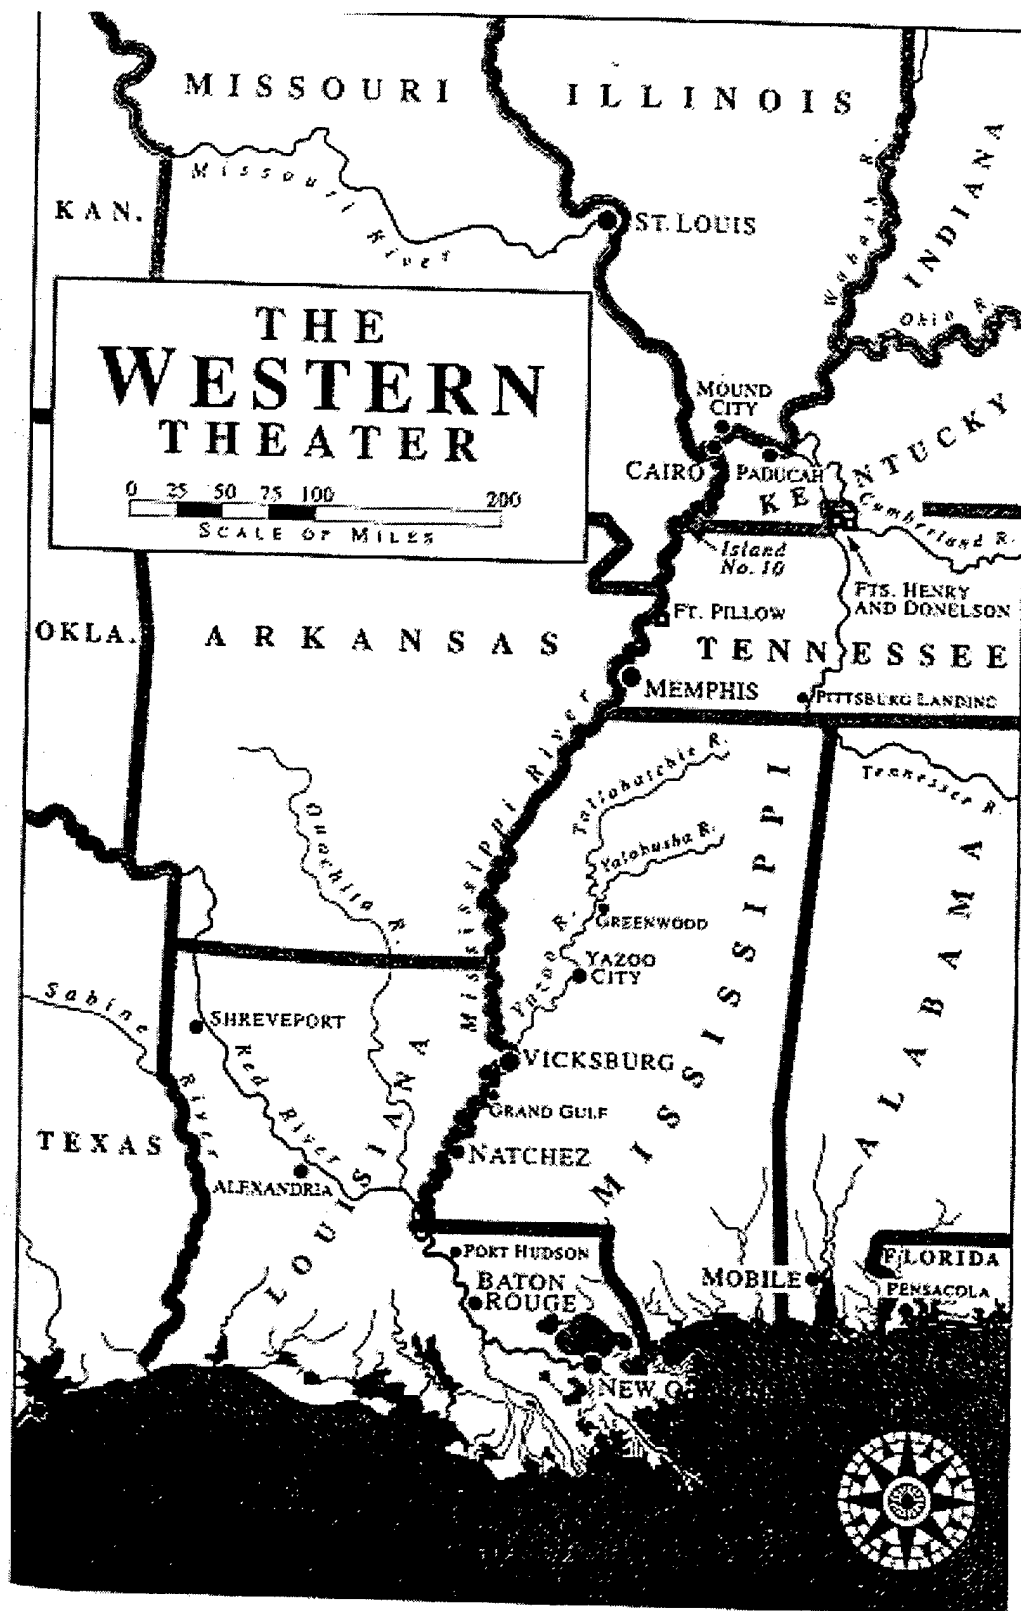 MISSOURI
ILLINOIS
INDIANA
Wabash R.
Missouri River
KAN.
ST. LOUIS
Ohio R.
THE
WESTERN
THEATER
0 25 50 75 100 200
SCALE OF MILES
MOUND
CITY
CAIRO
PADUCAH
KENTUCKY
Cumberland R.
Island
No. 10
FTS. HENRY
AND DONELSON
FT. PILLOW
OKLA.
ARKANSAS
TENNESSEE
MEMPHIS
PITTSBURG LANDING
Mississippi River
Tallahatchie R.
Tennessee R.
Ouachita R.
Yalobusha R.
GREENWOOD
Yazoo R.
YAZOO
CITY
MISSISSIPPI
ALABAMA
Sabine River
SHREVEPORT
Red River
VICKSBURG
GRAND GULF
TEXAS
NATCHEZ
ALEXANDRIA
LOUISIANA
PORT HUDSON
FLORIDA
BATON
ROUGE
MOBILE
PENSACOLA
NEW O